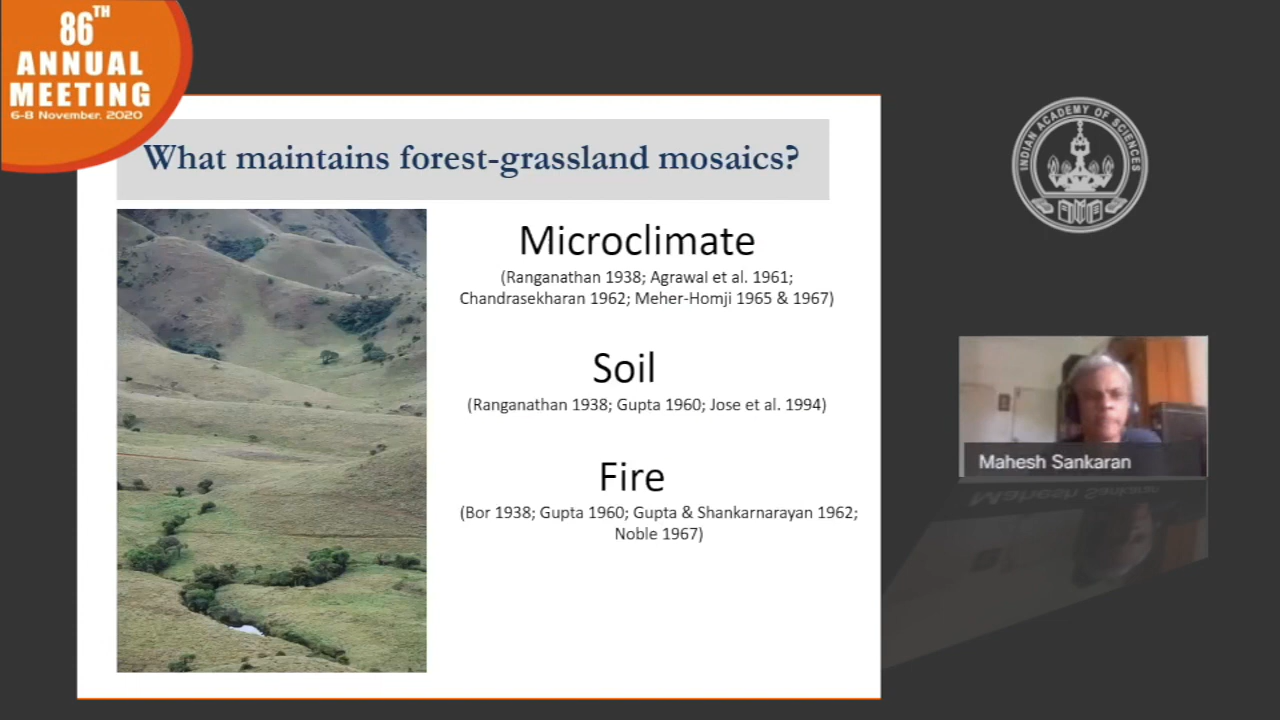 86TH
ANNUAL
MEETING
6-8 November, 2020
What maintains forest-grassland mosaics?
Microclimate
(Ranganathan 1938; Agrawal et al. 1961;
Chandrasekharan 1962; Meher-Homji 1965 & 1967)
Soil
(Ranganathan 1938; Gupta 1960; Jose et al. 1994)
Fire
(Bor 1938; Gupta 1960; Gupta & Shankarnarayan 1962;
Noble 1967)
INDIAN ACADEMY OF SCIENCES
Mahesh Sankaran
Mahesh Sankaran